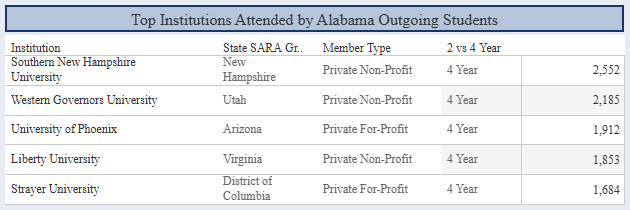 Top Institutions Attended by Alabama Outgoing Students
Institution State SARA Gr.. Member Type 2 vs 4 Year
Southern New Hampshire University New Hampshire Private Non-Profit 4 Year 2,552
Western Governors University Utah Private Non-Profit 4 Year 2,185
University of Phoenix Arizona Private For-Profit 4 Year 1,912
Liberty University Virginia Private Non-Profit 4 Year 1,853
Strayer University District of Columbia Private For-Profit 4 Year 1,684